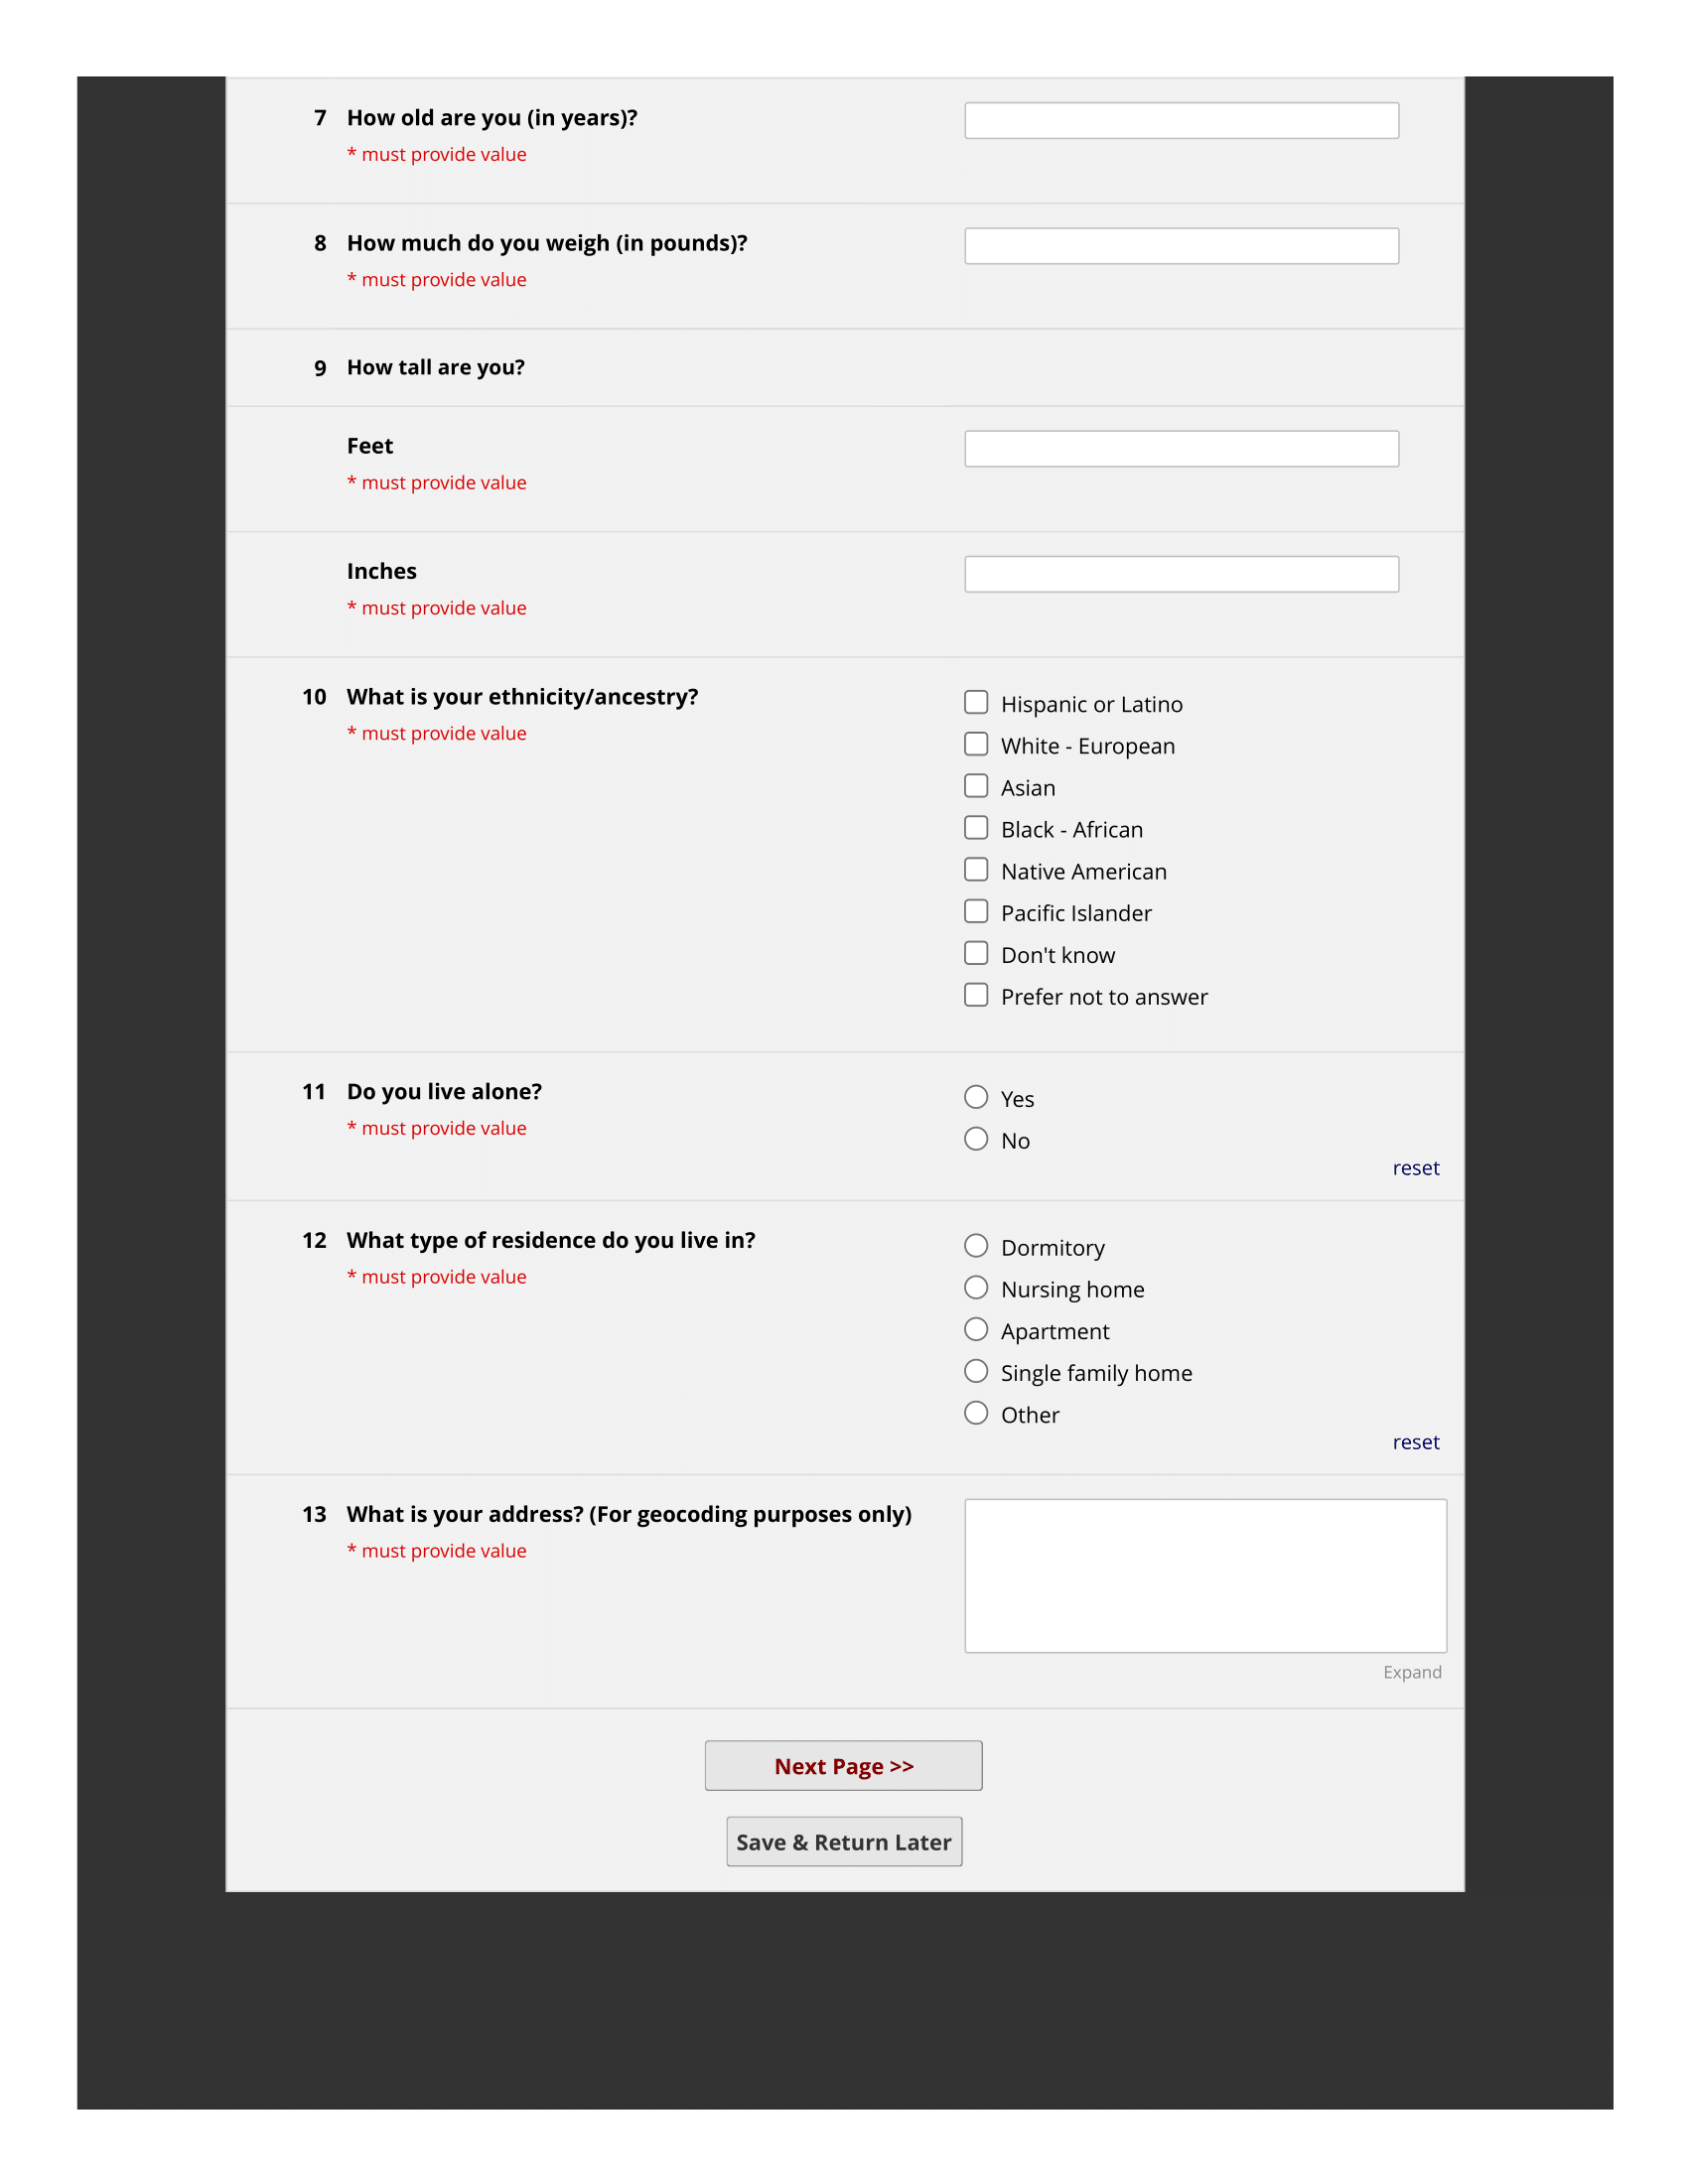 7 How old are you (in years)?
* must provide value
8 How much do you weigh (in pounds)?
* must provide value
9 How tall are you?
Feet
* must provide value
Inches
* must provide value
10 What is your ethnicity/ancestry?
* must provide value
Hispanic or Latino
White - European
Asian
Black - African
Native American
Pacific Islander
Don't know
Prefer not to answer
11 Do you live alone?
* must provide value
Yes
No
reset
12 What type of residence do you live in?
* must provide value
Dormitory
Nursing home
Apartment
Single family home
Other
reset
13 What is your address? (For geocoding purposes only)
* must provide value
Expand
Next Page >>
Save & Return Later